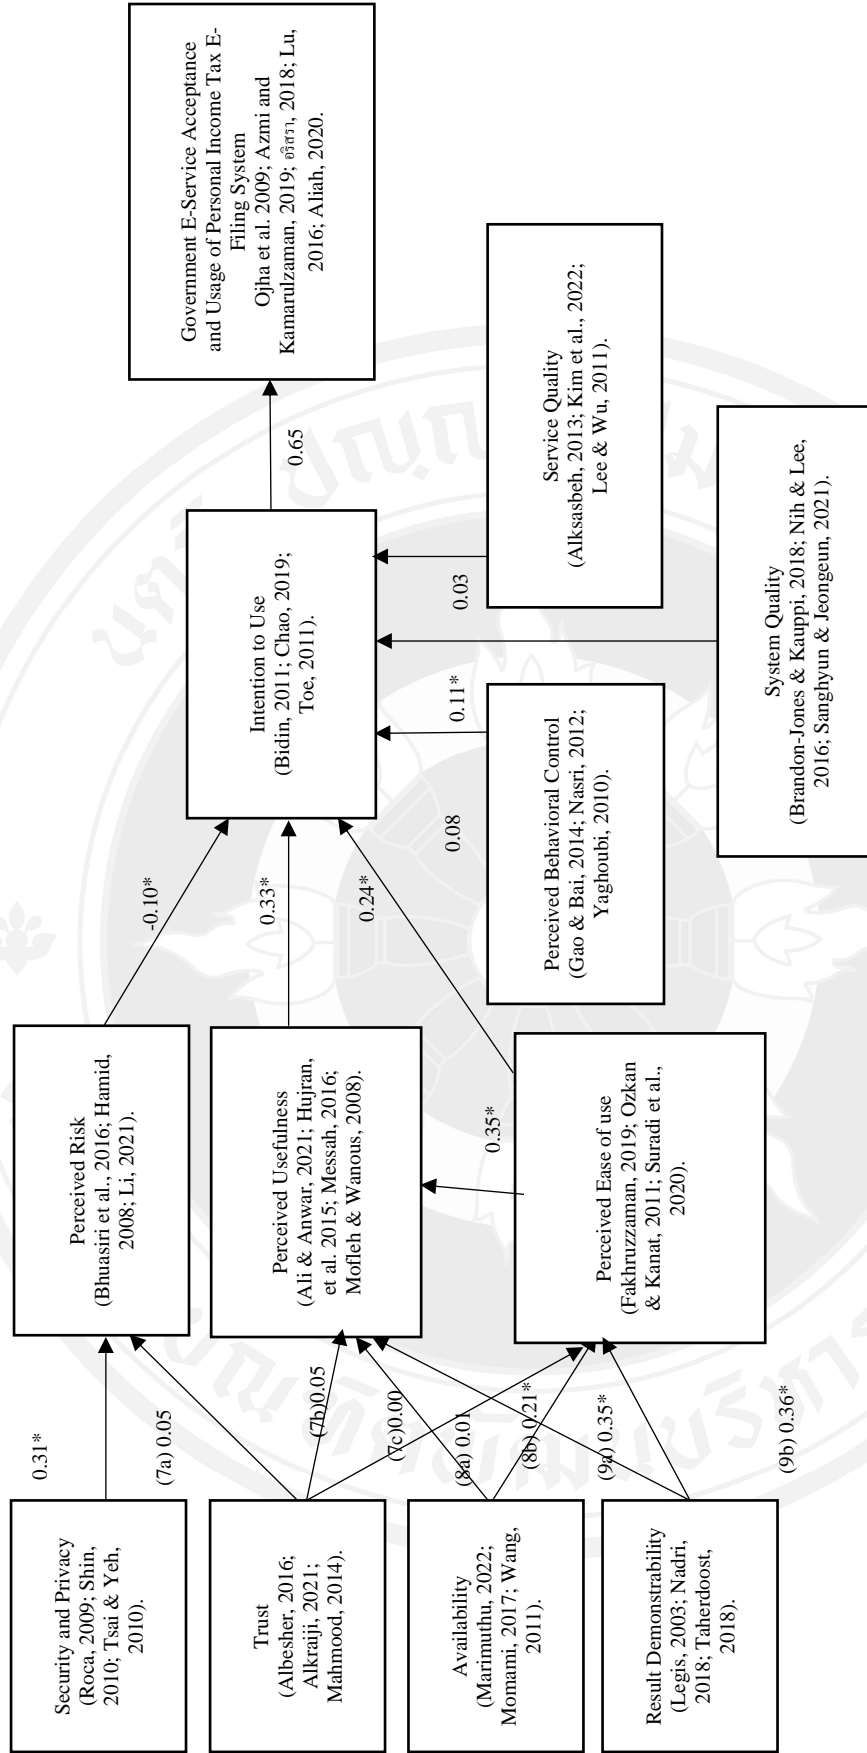 Security and Privacy
(Roca, 2009; Shin,
2010; Tsai & Yeh,
2010).
Trust
(Albesher, 2016;
Alkraiji, 2021;
Mahmood, 2014).
Availability
(Marimuthu, 2022;
Momami, 2017; Wang,
2011).
Result Demonstrability
(Legis, 2003; Nadri,
2018; Taherdoost,
2018).
0.31*
(7a) 0.05
(7b)0.05
(7c)0.00
(8a) 0.01
(8b) 0.21*
(9a) 0.35*
(9b) 0.36*
Perceived Risk
(Bhuasiri et al., 2016; Hamid,
2008; Li, 2021).
Perceived Usefulness
(Ali & Anwar, 2021; Hujran,
et al. 2015; Messah, 2016;
Mofleh & Wanous, 2008).
0.35*
Perceived Ease of use
(Fakhruzzaman, 2019; Ozkan
& Kanat, 2011; Suradi et al.,
2020).
-0.10*
0.33*
0.24*
0.08
Intention to Use
(Bidin, 2011; Chao, 2019;
Toe, 2011).
0.11*
0.03
Perceived Behavioral Control
(Gao & Bai, 2014; Nasri, 2012;
Yaghoubi, 2010).
System Quality
(Brandon-Jones & Kauppi, 2018; Nih & Lee,
2016; Sanghyun & Jeongeun, 2021).
Service Quality
(Alksasbeh, 2013; Kim et al., 2022;
Lee & Wu, 2011).
0.65
Government E-Service Acceptance
and Usage of Personal Income Tax E-
Filing System
Ojha et al. 2009; Azmi and
Kamarulzaman, 2019; อริสรา, 2018; Lu,
2016; Aliah, 2020.